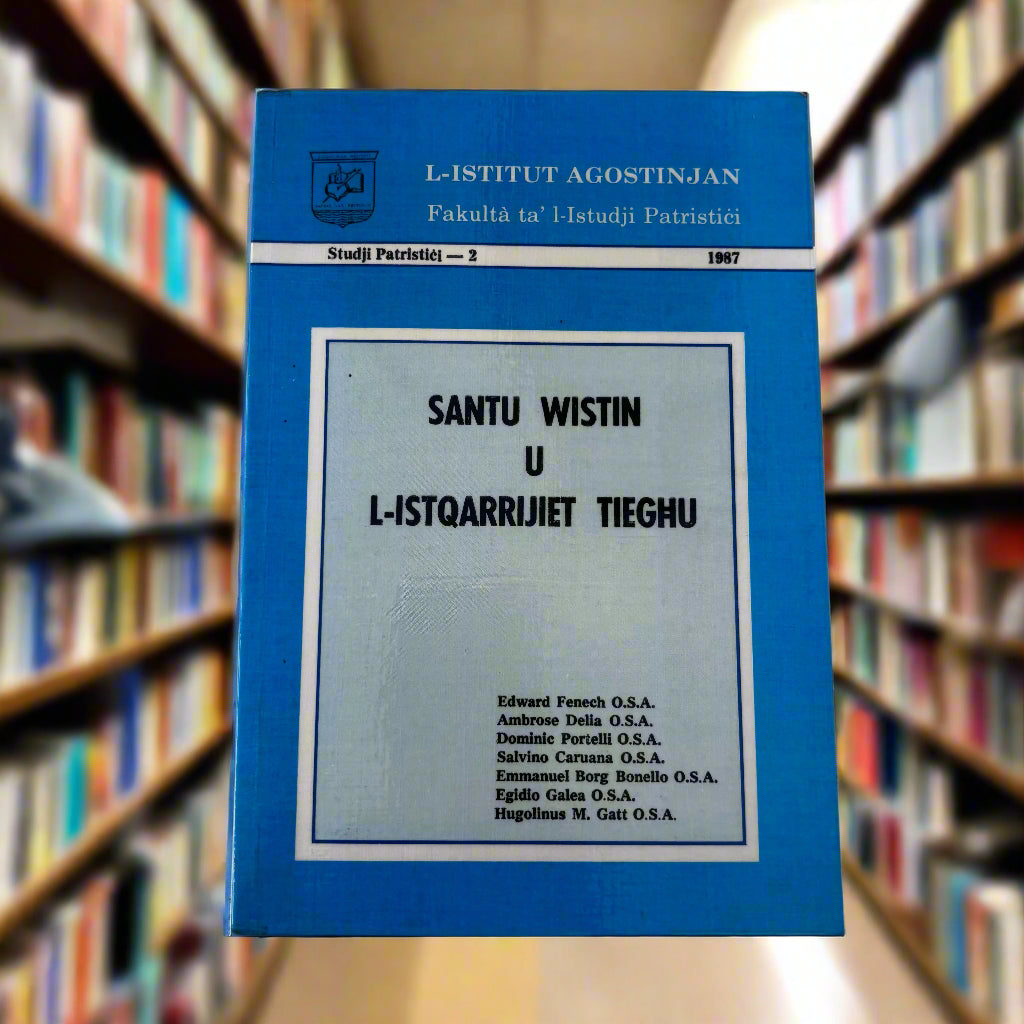 L-ISTITUT AGOSTINJAN
Fakultà ta' l-Istudji Patristiċi
Studji Patristiċi — 2 1987
SANTU WISTIN
U
L-ISTQARRIJIET TIEGHU
Edward Fenech O.S.A.
Ambrose Delia O.S.A.
Dominic Portelli O.S.A.
Salvino Caruana O.S.A.
Emmanuel Borg Bonello O.S.A.
Egidio Galea O.S.A.
Hugolinus M. Gatt O.S.A.